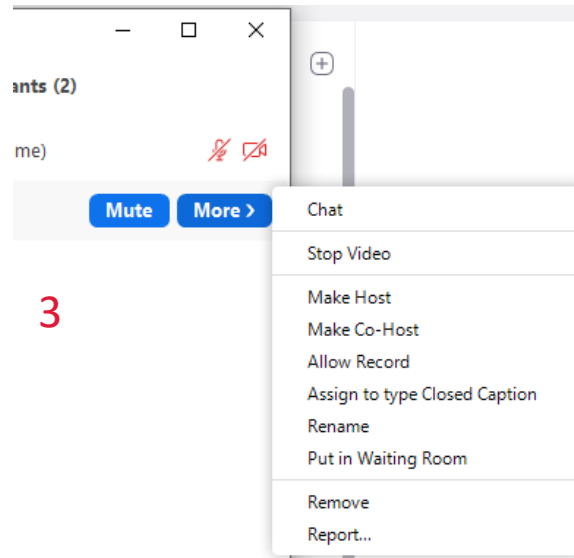 ants (2)
me)
Mute More >
Chat
Stop Video
3
Make Host
Make Co-Host
Allow Record
Assign to type Closed Caption
Rename
Put in Waiting Room
Remove
Report...